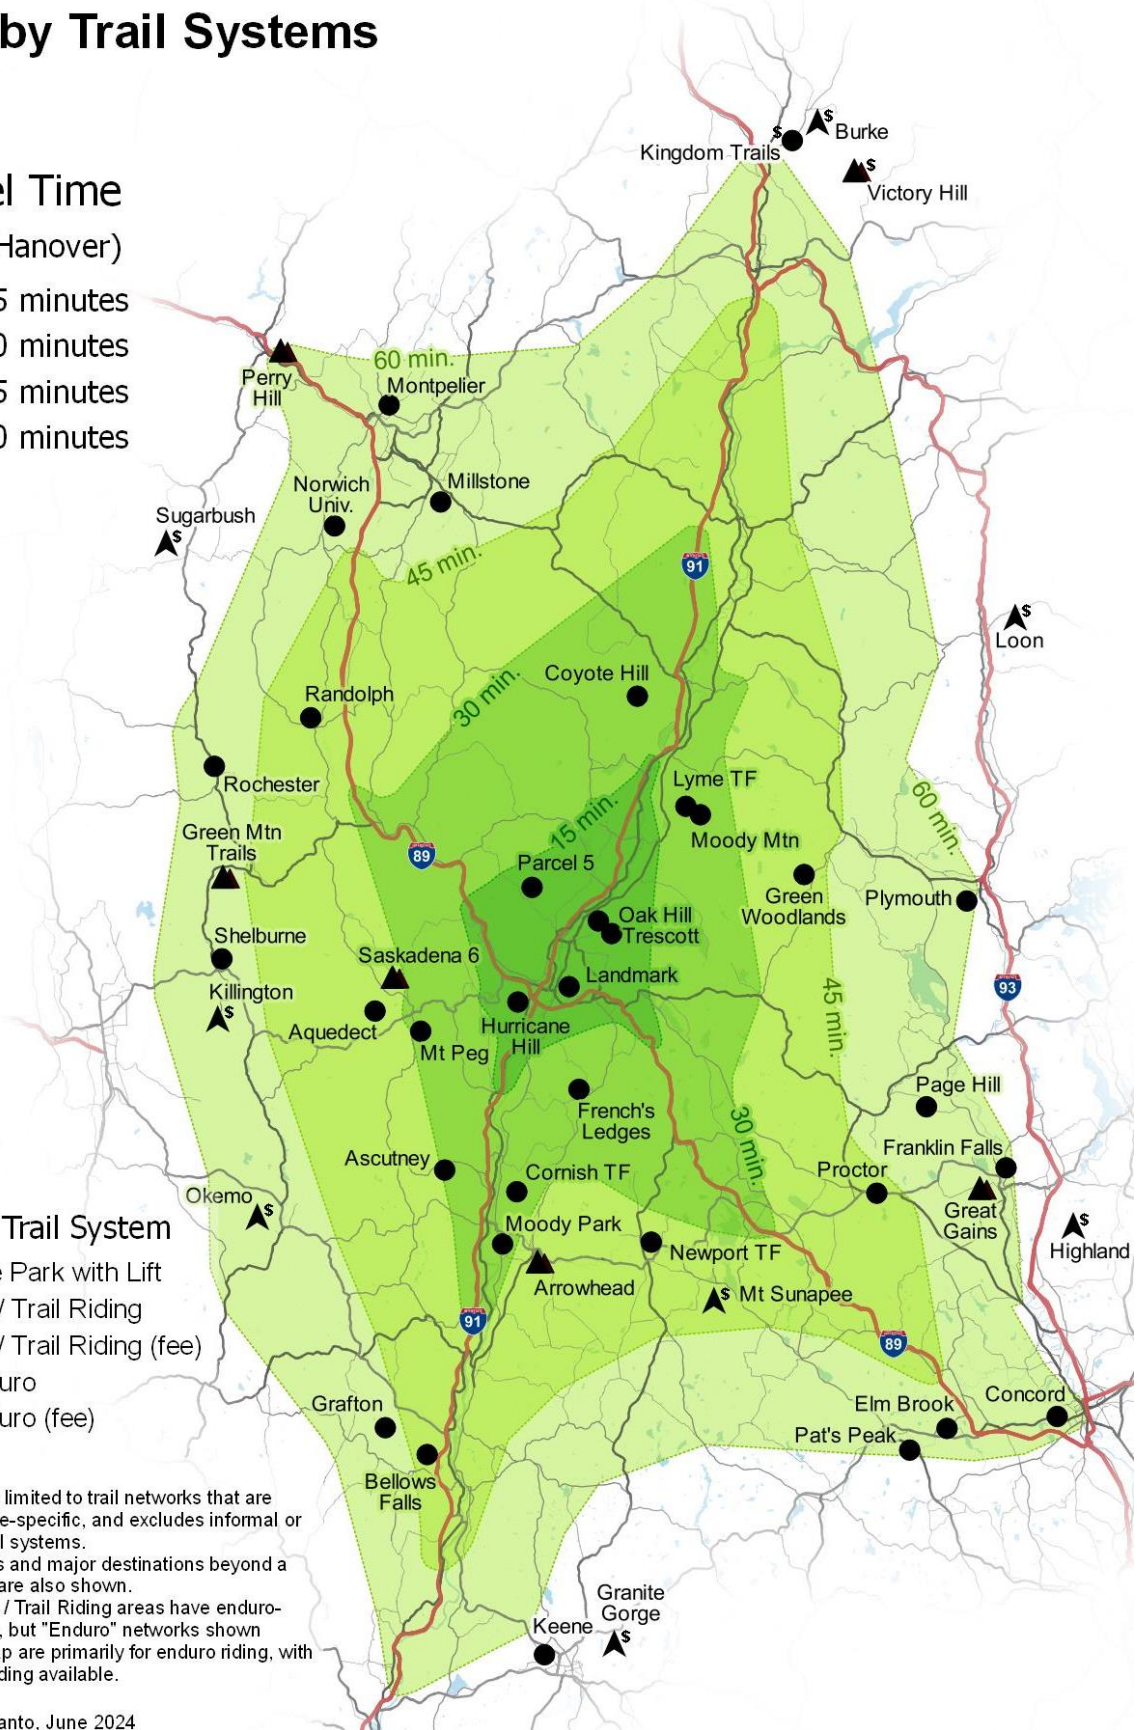 by Trail Systems
el Time
Hanover)
5 minutes
0 minutes
5 minutes
0 minutes
$
$
Burke
Kingdom Trails
$
Victory Hill
60 min.
Perry
Hill
Montpelier
Norwich
Univ.
Millstone
Sugarbush
$
45 min.
91
$
Loon
Coyote Hill
30 min.
Randolph
Rochester
Lyme TF
60 min.
15 min.
Green Mtn
Trails
Moody Mtn
89
Parcel 5
Green
Woodlands
Plymouth
Oak Hill
Trescott
Shelburne
Saskadena 6
Landmark
93
Killington
$
45 min.
Aquedect
Hurricane
Hill
Mt Peg
Page Hill
French's
Ledges
30 min.
Franklin Falls
Ascutney
Cornish TF
Proctor
Okemo
$
Great
Gains
Trail System
Moody Park
$
Highland
Newport TF
e Park with Lift
Arrowhead
$
Mt Sunapee
/ Trail Riding
91
89
/ Trail Riding (fee)
uro
uro (fee)
Grafton
Elm Brook
Concord
Pat's Peak
Bellows
Falls
limited to trail networks that are
e-specific, and excludes informal or
l systems.
s and major destinations beyond a
are also shown.
/ Trail Riding areas have enduro-
, but "Enduro" networks shown
ap are primarily for enduro riding, with
ding available.
Granite
Gorge
$
Keene
anto, June 2024